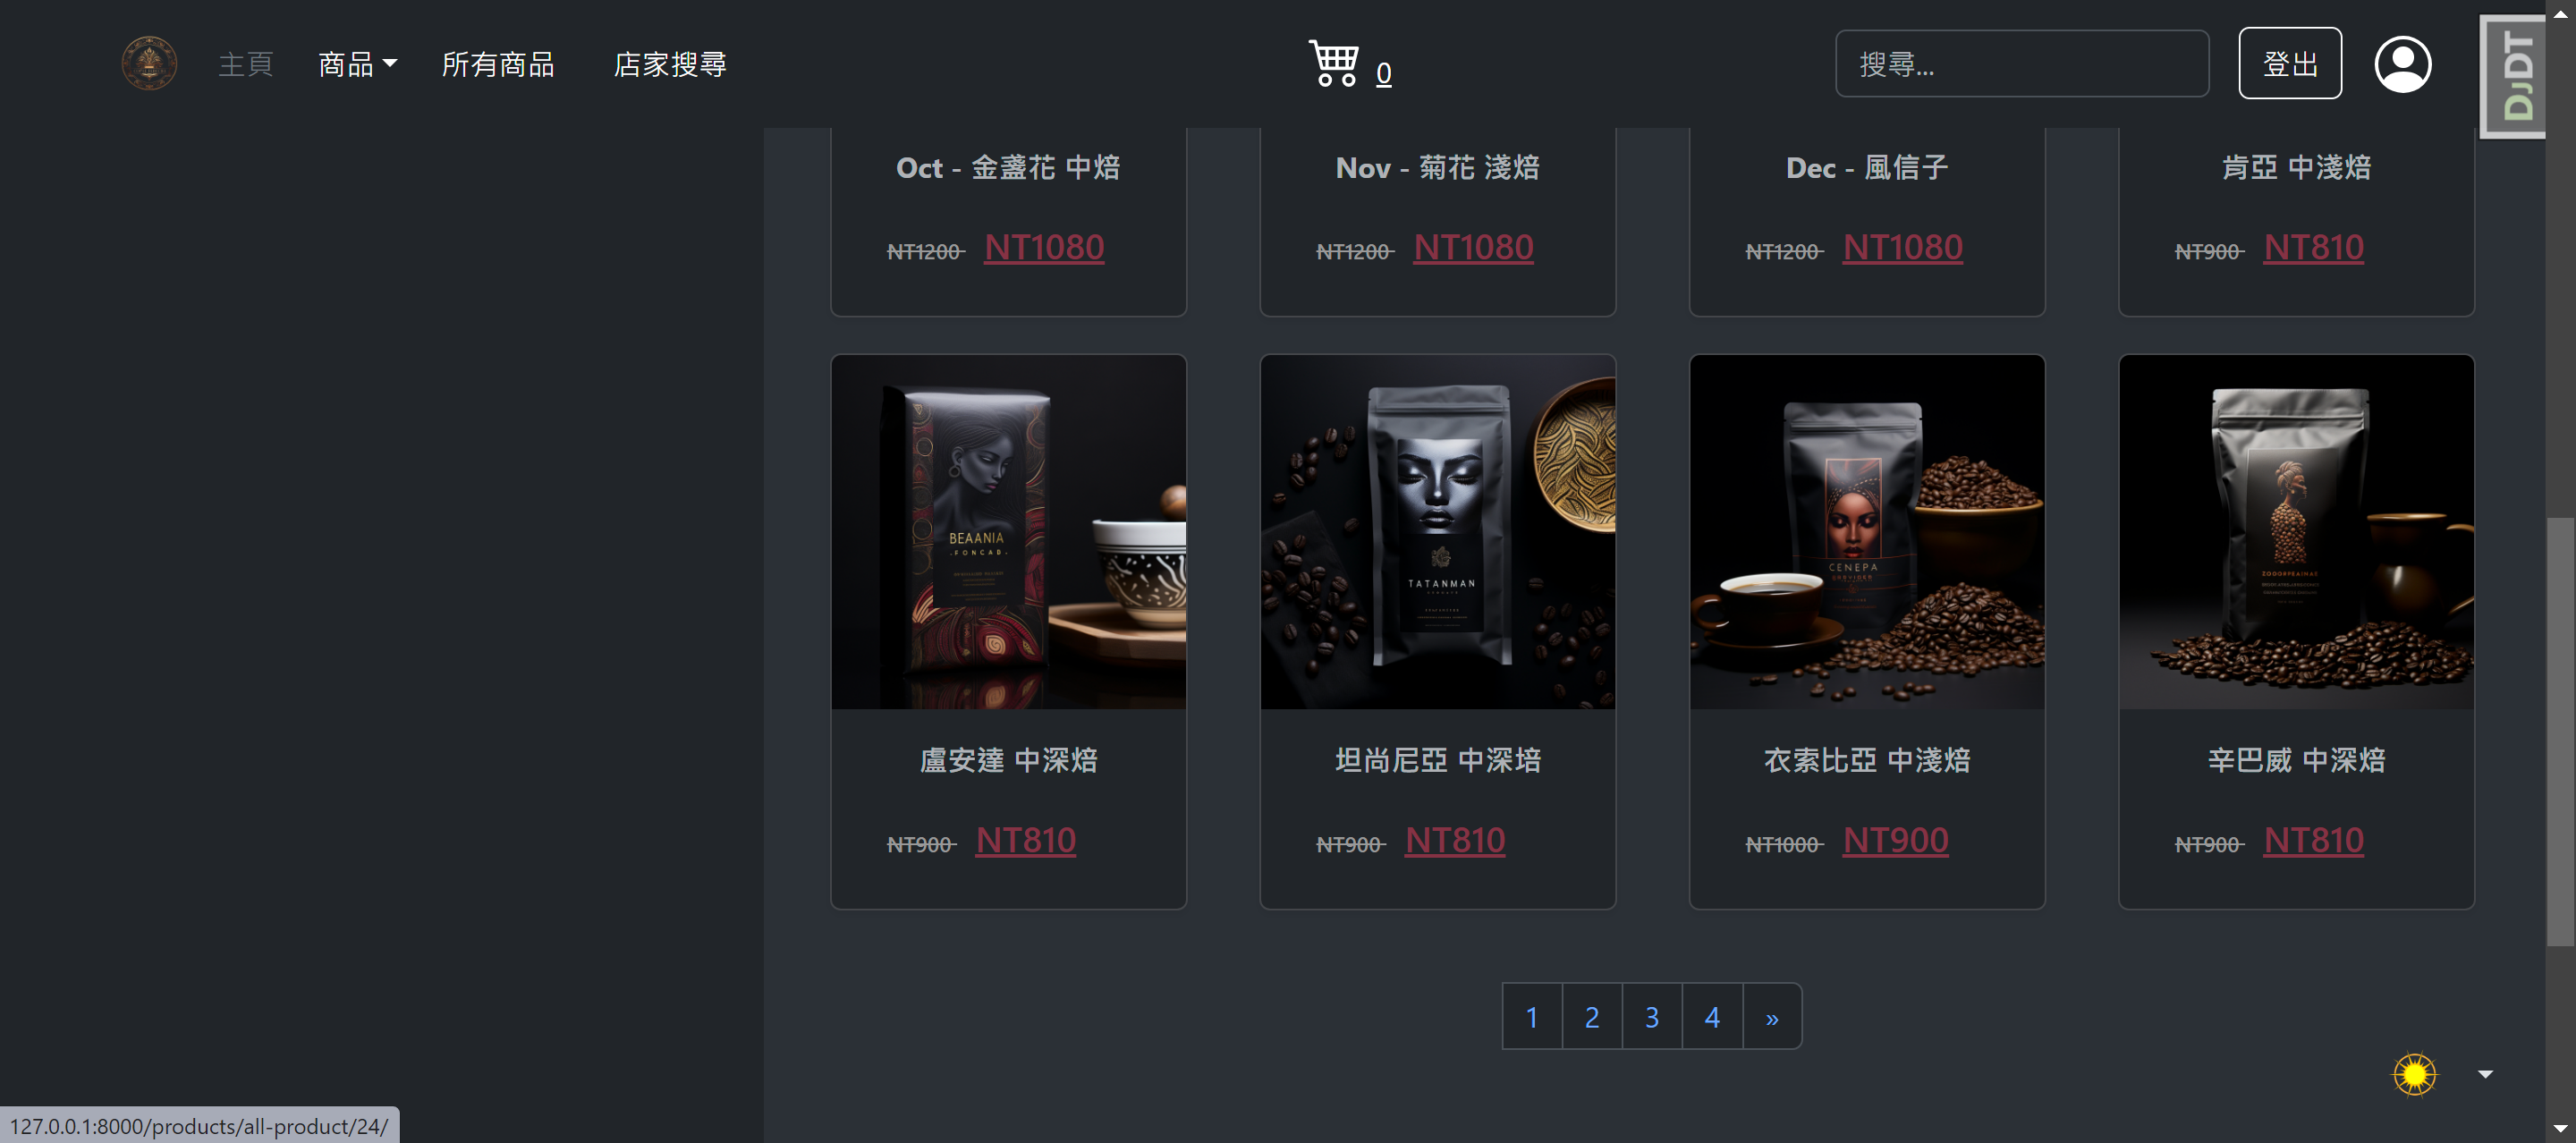 主頁 商品 所有商品 店家搜尋 0 搜尋... 登出
DJDT
Oct - 金盞花 中焙
NT1200 NT1080
Nov - 菊花 淺焙
NT1200 NT1080
Dec - 風信子
NT1200 NT1080
肯亞 中淺焙
NT900 NT810
BEAANIA
FONCAD
TATANMAN
CENEPA
盧安達 中深焙
NT900 NT810
坦尚尼亞 中深培
NT900 NT810
衣索比亞 中淺焙
NT1000 NT900
辛巴威 中深焙
NT900 NT810
1 2 3 4 »
127.0.0.1:8000/products/all-product/24/